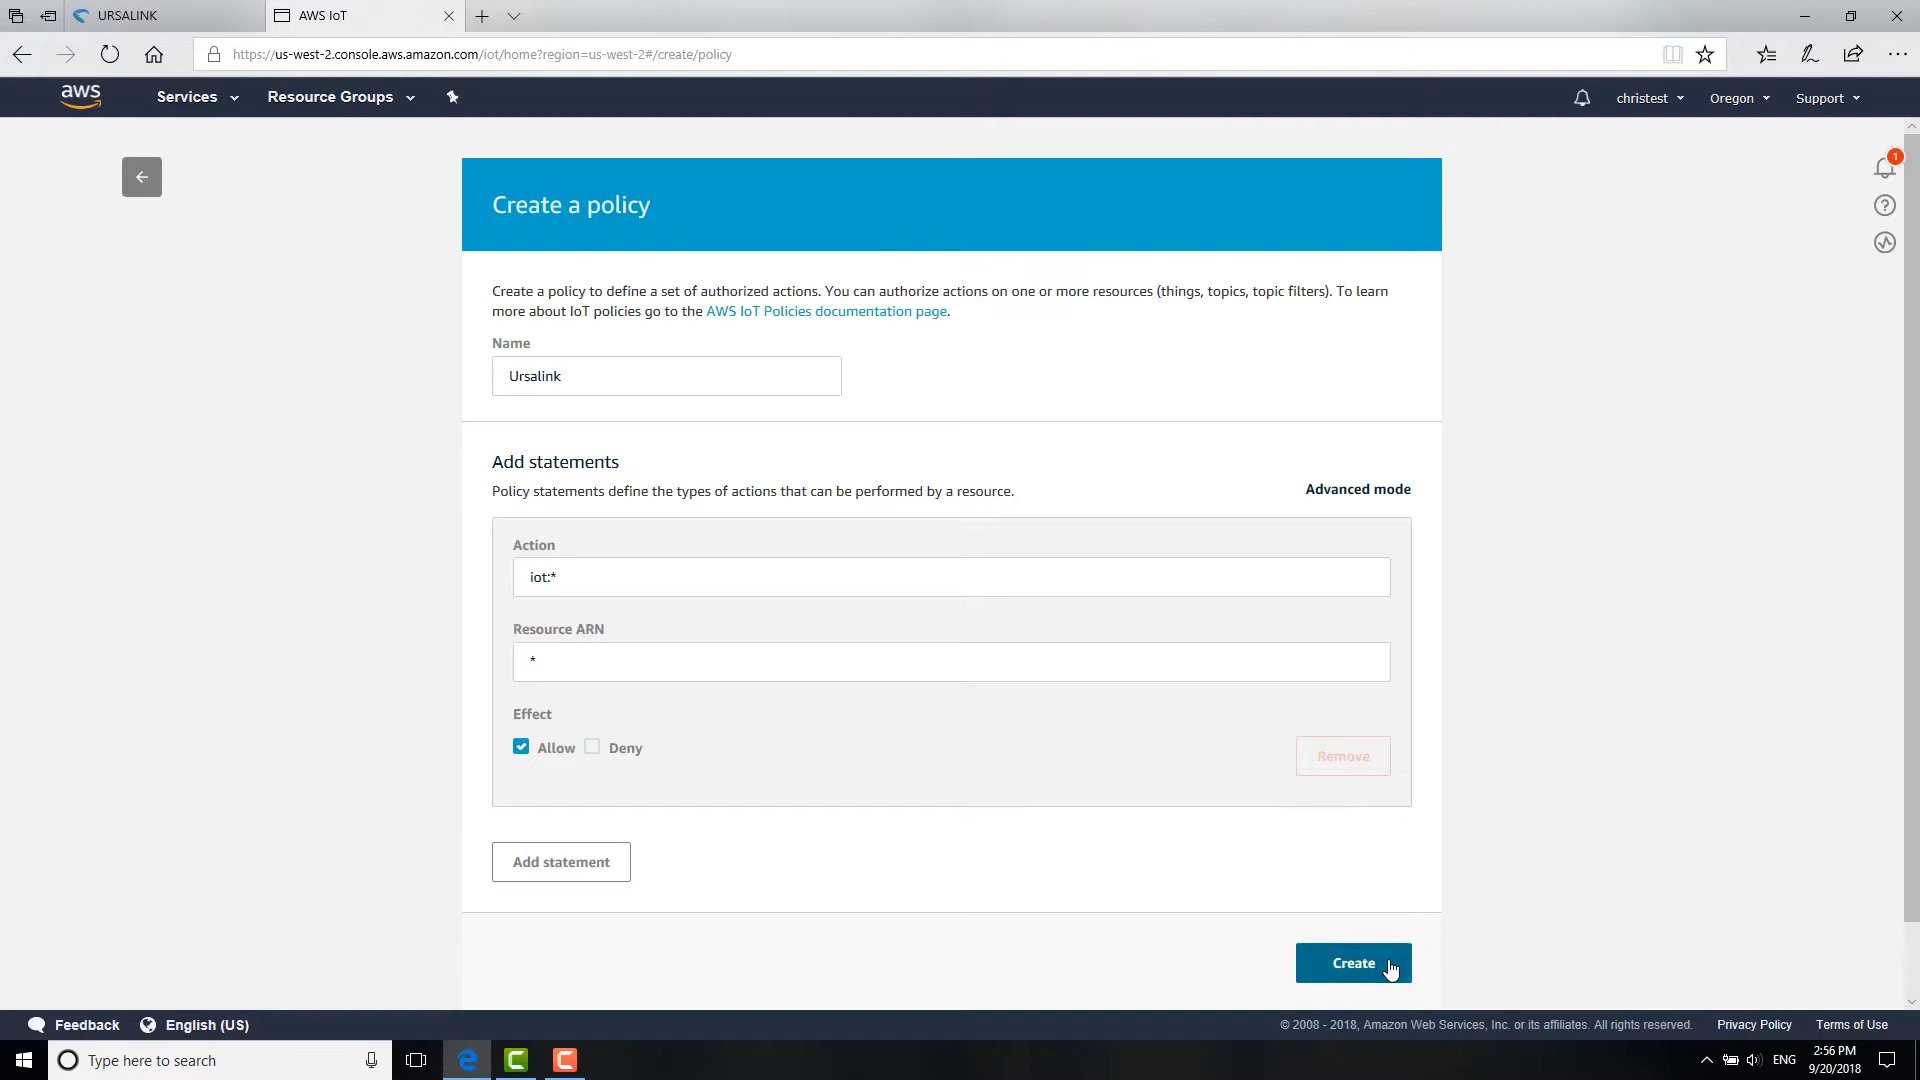 URSALINK
AWS IoT
https://us-west-2.console.aws.amazon.com/iot/home?region=us-west-2#/create/policy
aws
Services
Resource Groups
christest
Oregon
Support
1
Create a policy
Create a policy to define a set of authorized actions. You can authorize actions on one or more resources (things, topics, topic filters). To learn
more about IoT policies go to the AWS IoT Policies documentation page.
Name
Ursalink
Add statements
Policy statements define the types of actions that can be performed by a resource.
Advanced mode
Action
iot:*
Resource ARN
*
Effect
Allow
Deny
Remove
Add statement
Create
Feedback
English (US)
© 2008 - 2018, Amazon Web Services, Inc. or its affiliates. All rights reserved.
Privacy Policy
Terms of Use
Type here to search
ENG
2:56 PM
9/20/2018